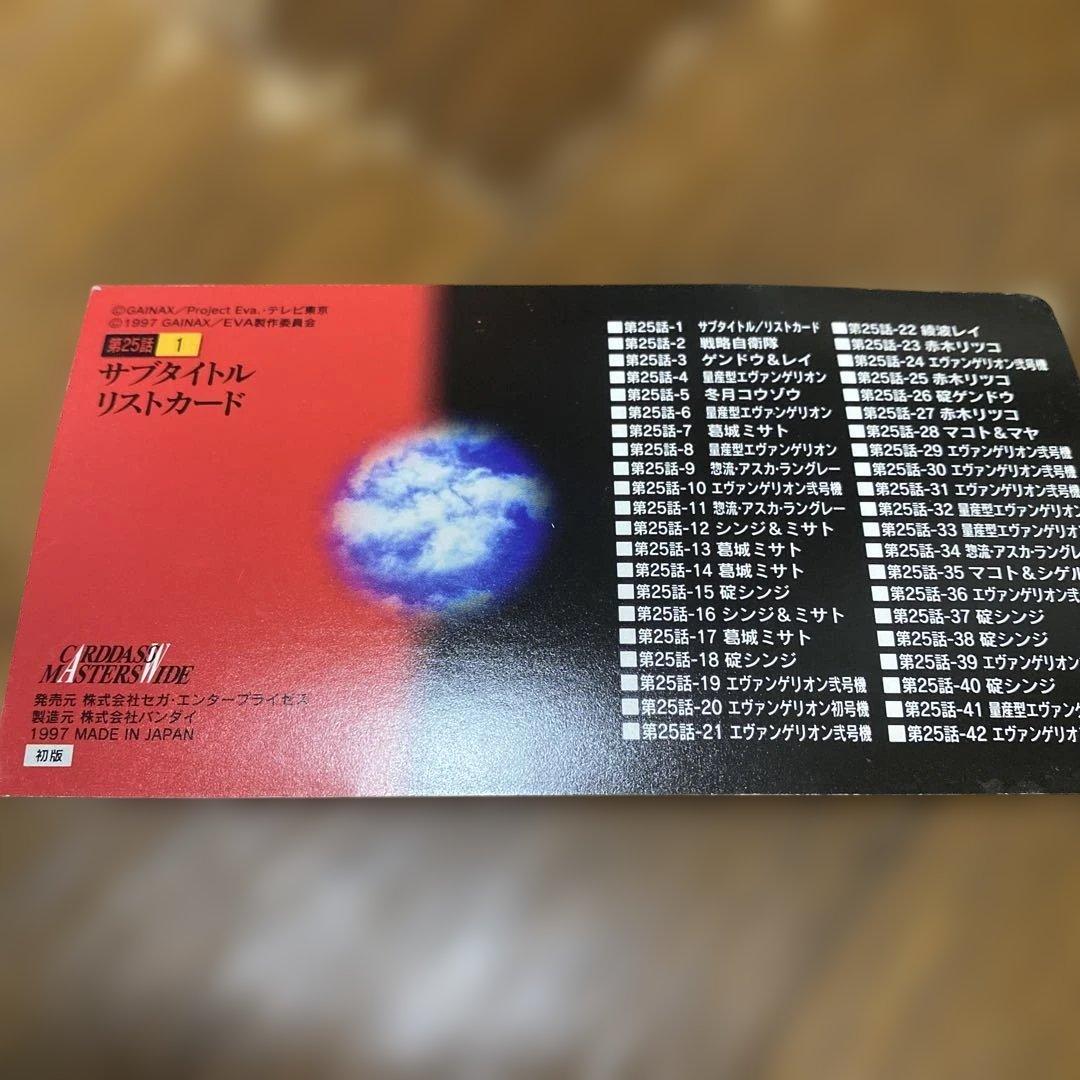 ©GAINAX／Project Eva.・テレビ東京
©1997 GAINAX／EVA製作委員会
第25話 1
サブタイトル
リストカード
CARDDASS
MASTERS WIDE
発売元 株式会社セガ・エンタープライゼス
製造元 株式会社バンダイ
1997 MADE IN JAPAN
初版
第25話-1 サブタイトル/リストカード
第25話-2 戦略自衛隊
第25話-3 ゲンドウ＆レイ
第25話-4 量産型エヴァンゲリオン
第25話-5 冬月コウゾウ
第25話-6 量産型エヴァンゲリオン
第25話-7 葛城ミサト
第25話-8 量産型エヴァンゲリオン
第25話-9 惣流・アスカ・ラングレー
第25話-10 エヴァンゲリオン弐号機
第25話-11 惣流・アスカ・ラングレー
第25話-12 シンジ＆ミサト
第25話-13 葛城ミサト
第25話-14 葛城ミサト
第25話-15 碇シンジ
第25話-16 シンジ＆ミサト
第25話-17 葛城ミサト
第25話-18 碇シンジ
第25話-19 エヴァンゲリオン弐号機
第25話-20 エヴァンゲリオン初号機
第25話-21 エヴァンゲリオン弐号機
第25話-22 綾波レイ
第25話-23 赤木リツコ
第25話-24 エヴァンゲリオン弐号機
第25話-25 赤木リツコ
第25話-26 碇ゲンドウ
第25話-27 赤木リツコ
第25話-28 マコト＆マヤ
第25話-29 エヴァンゲリオン弐号機
第25話-30 エヴァンゲリオン弐号機
第25話-31 エヴァンゲリオン弐号機
第25話-32 量産型エヴァンゲリオン
第25話-33 量産型エヴァンゲリオ
第25話-34 惣流・アスカ・ラングレ
第25話-35 マコト＆シゲル
第25話-36 エヴァンゲリオン弐
第25話-37 碇シンジ
第25話-38 碇シンジ
第25話-39 エヴァンゲリオン
第25話-40 碇シンジ
第25話-41 量産型エヴァン
第25話-42 エヴァンゲリオ